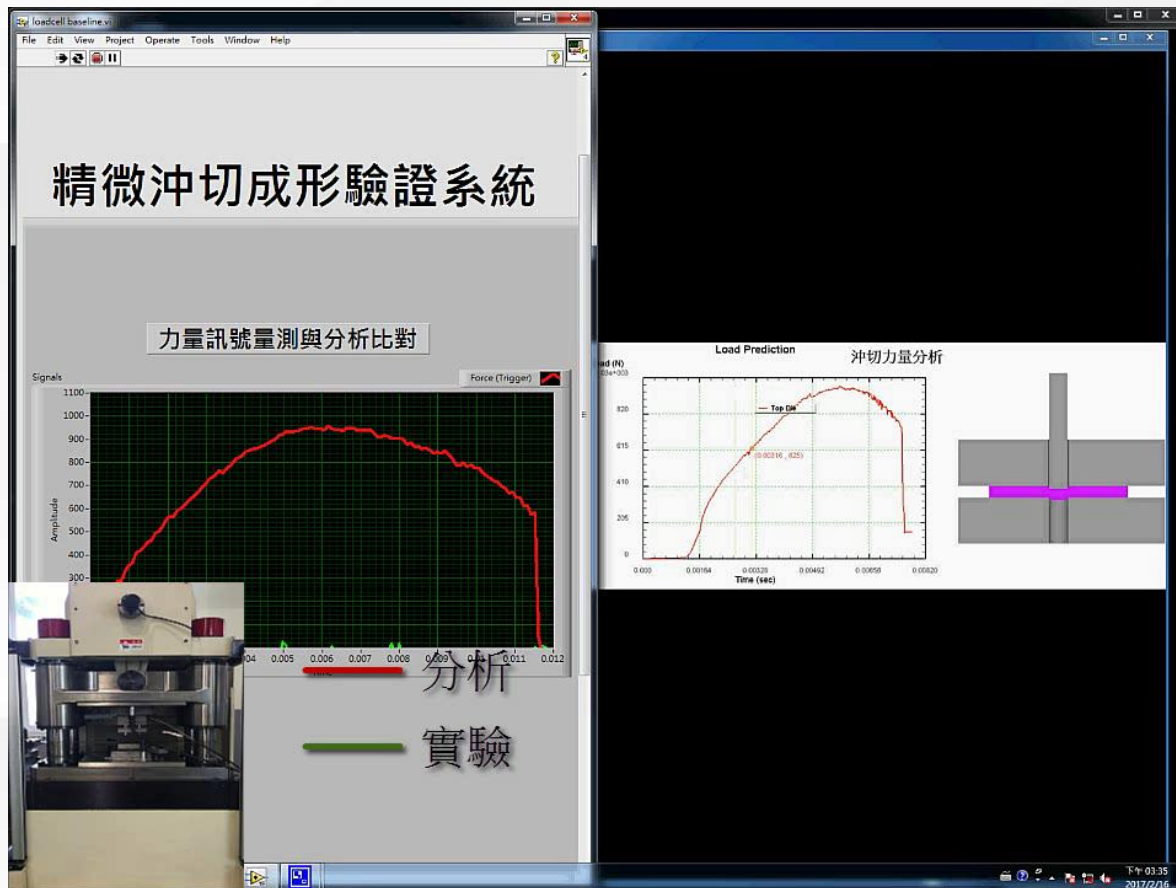 loadcell baseline.vi
File Edit View Project Operate Tools Window Help
精微沖切成形驗證系統
力量訊號量測與分析比對
Signals
Force (Trigger)
1100
1000
900
800
700
600
500
400
300
Amplitude
04 0.005 0.006 0.007 0.008 0.009 0.010 0.011 0.012
分析
實驗
Load Prediction
沖切力量分析
ad (N)
03e+003
820
615
410
205
0
Top Die
(0.00316 , 625)
0.000 0.00164 0.00328 0.00492 0.00656 0.00820
Time (sec)
下午 03:35